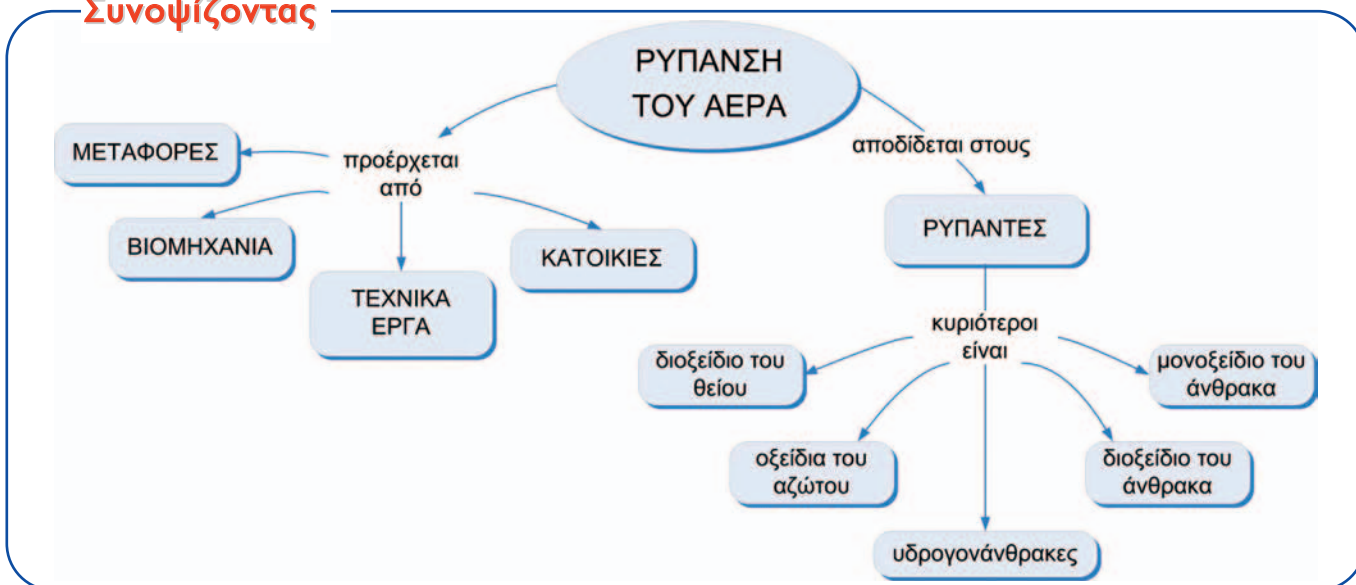 Συνοψίζοντας
ΡΥΠΑΝΣΗ
ΤΟΥ ΑΕΡΑ
προέρχεται
από
ΜΕΤΑΦΟΡΕΣ
ΒΙΟΜΗΧΑΝΙΑ
ΤΕΧΝΙΚΑ
ΕΡΓΑ
ΚΑΤΟΙΚΙΕΣ
αποδίδεται στους
ΡΥΠΑΝΤΕΣ
κυριότεροι
είναι
διοξείδιο του
θείου
οξείδια του
αζώτου
υδρογονάνθρακες
διοξείδιο του
άνθρακα
μονοξείδιο του
άνθρακα